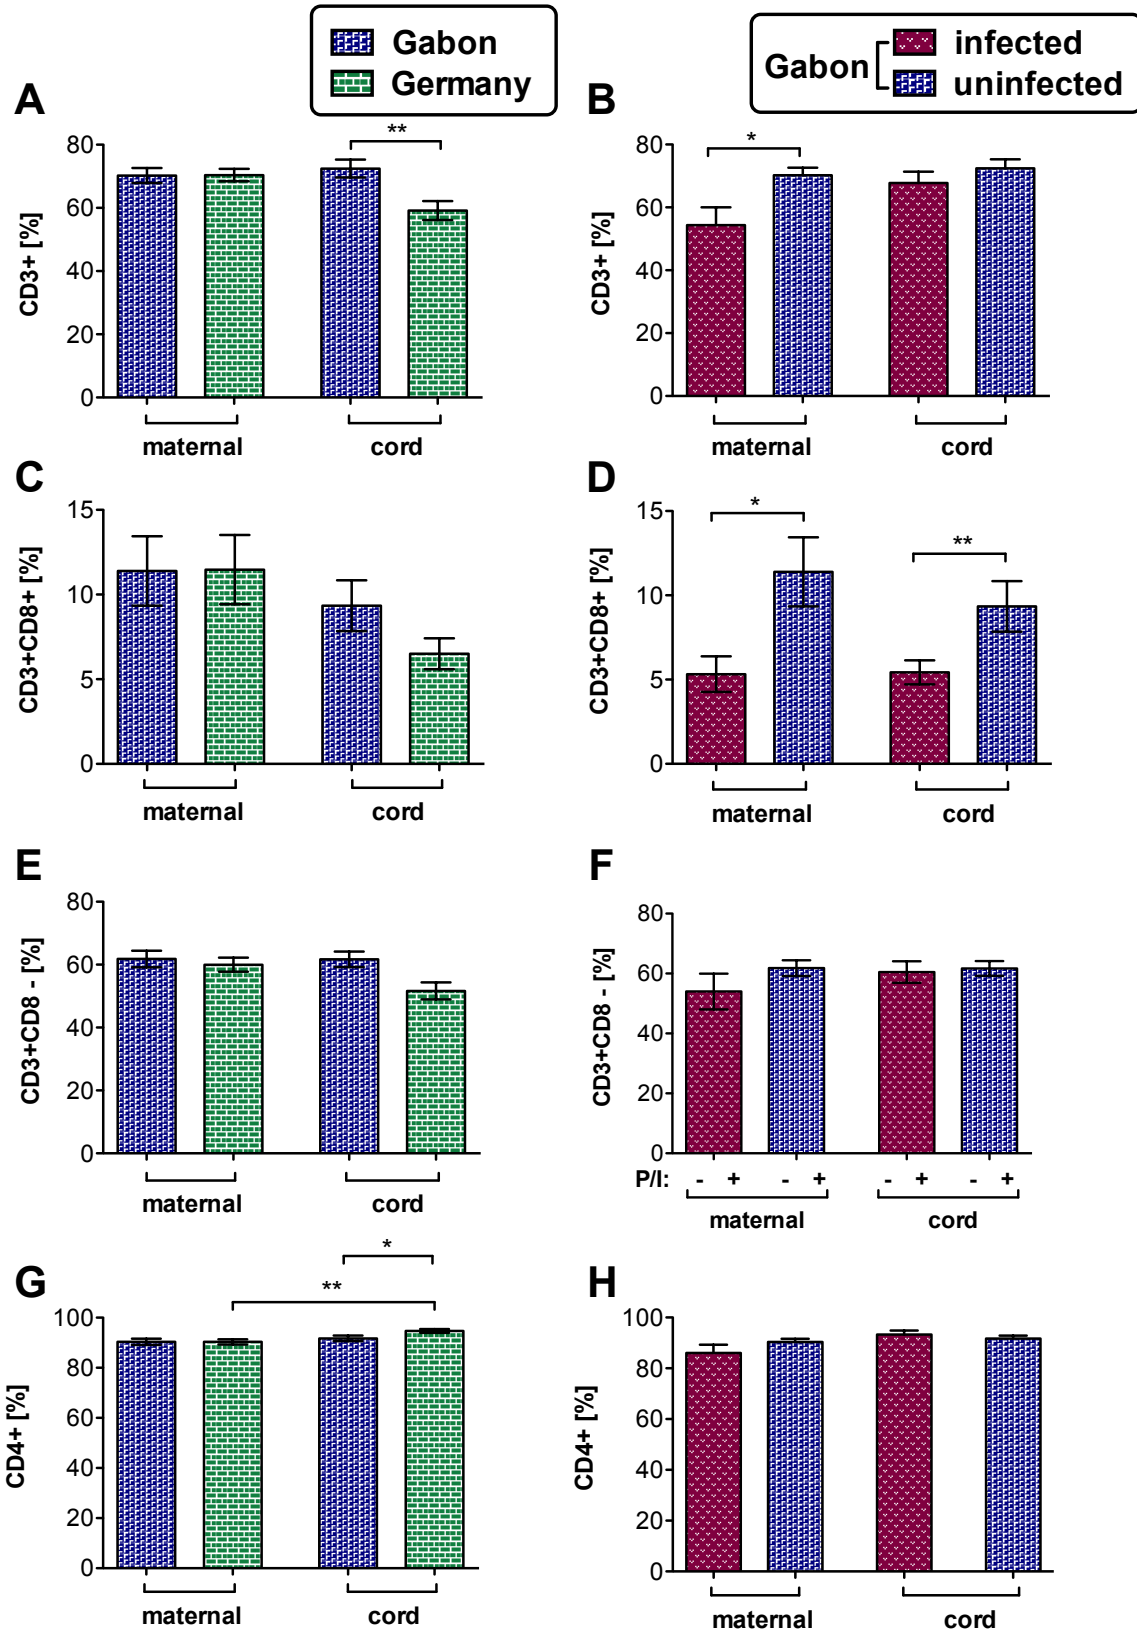 Gabon
Germany
Gabon
infected
uninfected
A
CD3+ [%]
80
60
40
20
0
**
maternal
cord
B
CD3+ [%]
80
60
40
20
0
*
maternal
cord
C
CD3+CD8+ [%]
15
10
5
0
maternal
cord
D
CD3+CD8+ [%]
15
10
5
0
*
**
maternal
cord
E
CD3+CD8 - [%]
80
60
40
20
0
maternal
cord
F
CD3+CD8 - [%]
80
60
40
20
0
P/I: - + - + - + - +
maternal
cord
G
CD4+ [%]
100
80
60
40
20
0
*
**
maternal
cord
H
CD4+ [%]
100
80
60
40
20
0
maternal
cord